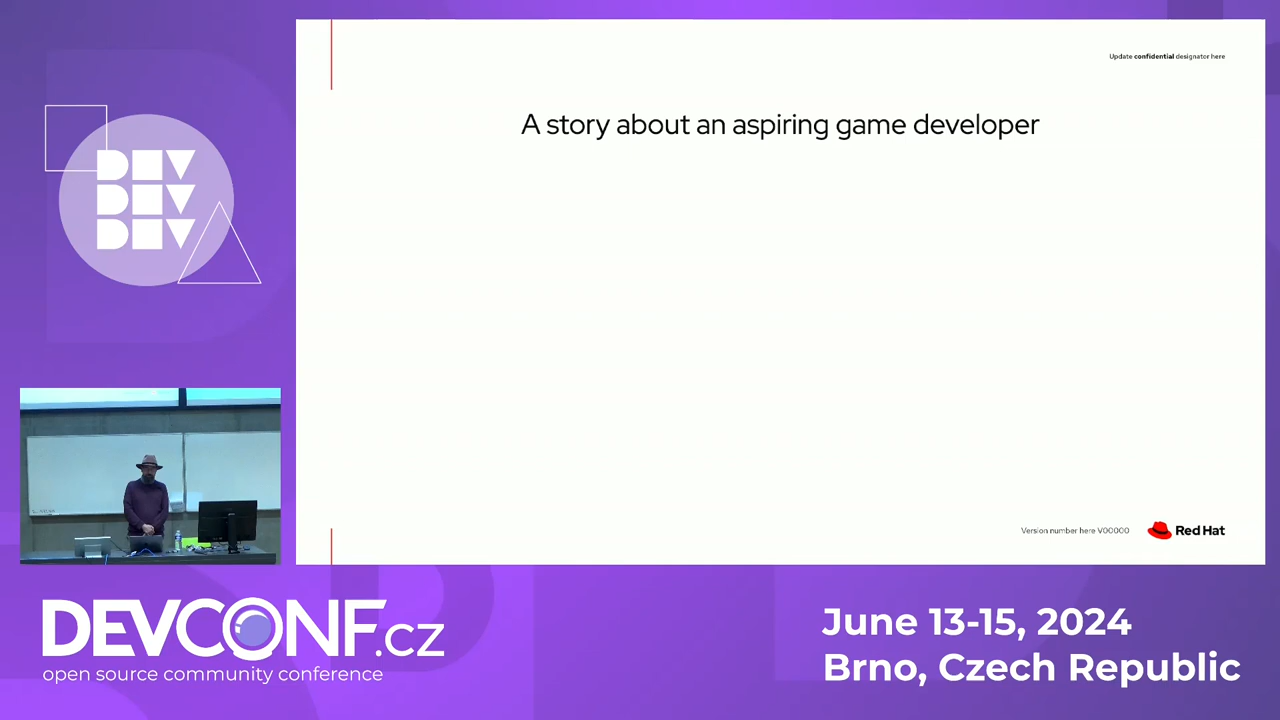 Update confidential designator here
A story about an aspiring game developer
DEV
DEV
DEV
Version number here V00000
Red Hat
DEVCONF.cz
open source community conference
June 13-15, 2024
Brno, Czech Republic